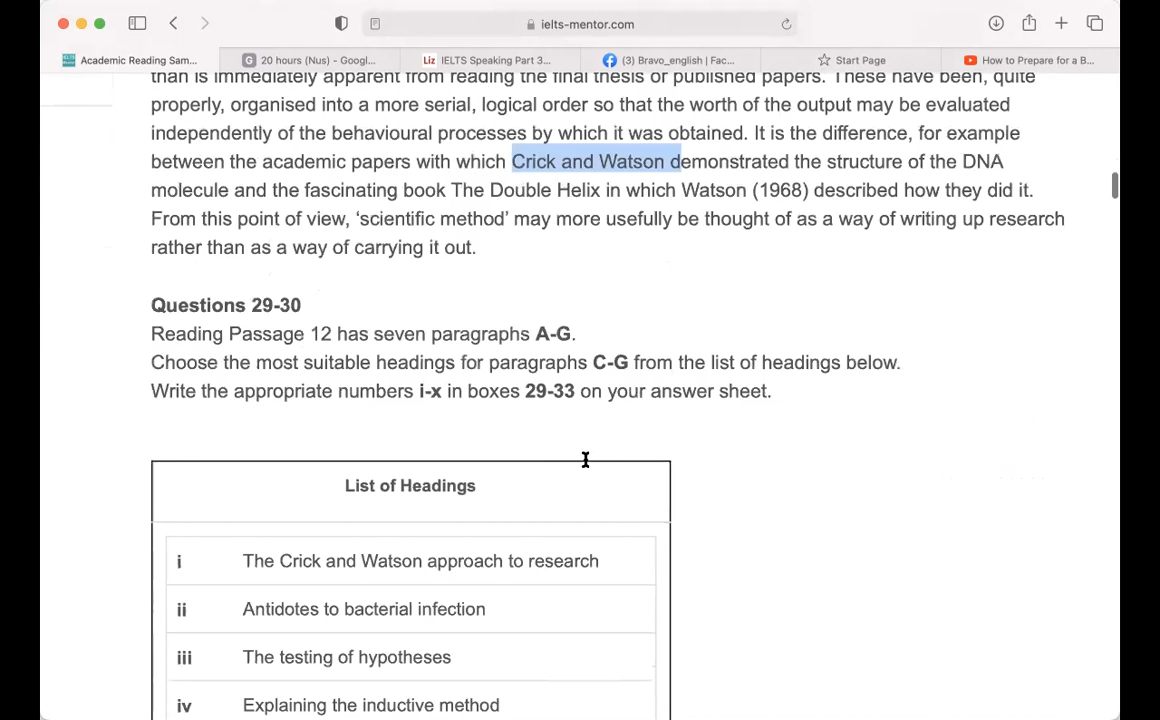 ielts-mentor.com
Academic Reading Sam...
G 20 hours (Nus) - Googl...
Liz IELTS Speaking Part 3...
(3) Bravo_english | Fac...
Start Page
How to Prepare for a B...
than is immediately apparent from reading the final thesis or published papers. These have been, quite
properly, organised into a more serial, logical order so that the worth of the output may be evaluated
independently of the behavioural processes by which it was obtained. It is the difference, for example
between the academic papers with which Crick and Watson demonstrated the structure of the DNA
molecule and the fascinating book The Double Helix in which Watson (1968) described how they did it.
From this point of view, ‘scientific method’ may more usefully be thought of as a way of writing up research
rather than as a way of carrying it out.
Questions 29-30
Reading Passage 12 has seven paragraphs A-G.
Choose the most suitable headings for paragraphs C-G from the list of headings below.
Write the appropriate numbers i-x in boxes 29-33 on your answer sheet.
List of Headings
i The Crick and Watson approach to research
ii Antidotes to bacterial infection
iii The testing of hypotheses
iv Explaining the inductive method